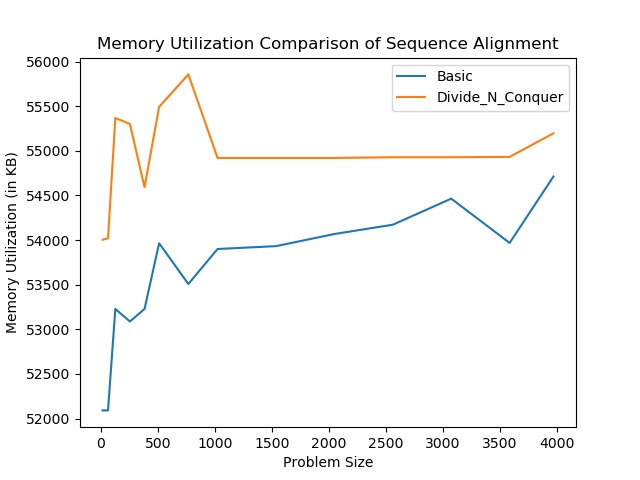 Memory Utilization Comparison of Sequence Alignment
Basic
Divide_N_Conquer
Memory Utilization (in KB)
56000
55500
55000
54500
54000
53500
53000
52500
52000
0 500 1000 1500 2000 2500 3000 3500 4000
Problem Size